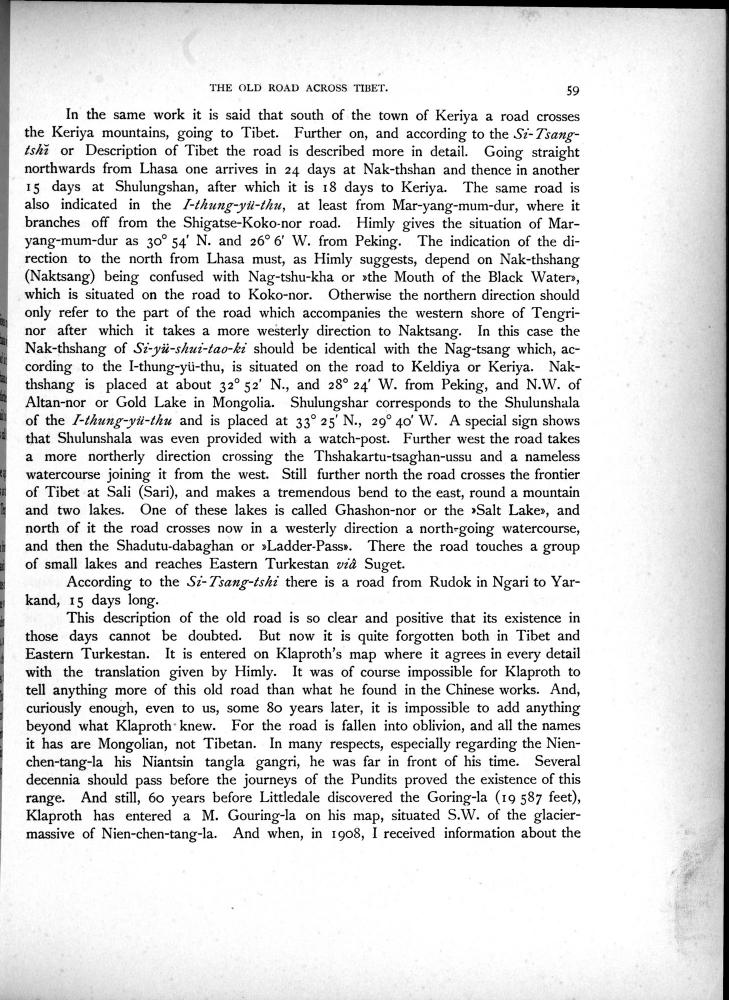 THE OLD ROAD ACROSS TIBET. 59
In the same work it is said that south of the town of Keriya a road crosses
the Keriya mountains, going to Tibet. Further on, and according to the Si-Tsang-
tshï or Description of Tibet the road is described more in detail. Going straight
northwards from Lhasa one arrives in 24 days at Nak-thshan and thence in another
15 days at Shulungshan, after which it is 18 days to Keriya. The same road is
also indicated in the I-thung-yü-thu, at least from Mar-yang-mum-dur, where it
branches off from the Shigatse-Koko-nor road. Himly gives the situation of Mar-
yang-mum-dur as 30° 54′ N. and 26° 6′ W. from Peking. The indication of the di-
rection to the north from Lhasa must, as Himly suggests, depend on Nak-thshang
(Naktsang) being confused with Nag-tshu-kha or »the Mouth of the Black Water»,
which is situated on the road to Koko-nor. Otherwise the northern direction should
only refer to the part of the road which accompanies the western shore of Tengri-
nor after which it takes a more westerly direction to Naktsang. In this case the
Nak-thshang of Si-yü-shui-tao-ki should be identical with the Nag-tsang which, ac-
cording to the I-thung-yü-thu, is situated on the road to Keldiya or Keriya. Nak-
thshang is placed at about 32° 52′ N., and 28° 24′ W. from Peking, and N.W. of
Altan-nor or Gold Lake in Mongolia. Shulungshar corresponds to the Shulunshala
of the I-thung-yü-thu and is placed at 33° 25′ N., 29° 40′ W. A special sign shows
that Shulunshala was even provided with a watch-post. Further west the road takes
a more northerly direction crossing the Thshakartu-tsaghan-ussu and a nameless
watercourse joining it from the west. Still further north the road crosses the frontier
of Tibet at Sali (Sari), and makes a tremendous bend to the east, round a mountain
and two lakes. One of these lakes is called Ghashon-nor or the »Salt Lake», and
north of it the road crosses now in a westerly direction a north-going watercourse,
and then the Shadutu-dabaghan or »Ladder-Pass». There the road touches a group
of small lakes and reaches Eastern Turkestan viâ Suget.
According to the Si-Tsang-tshi there is a road from Rudok in Ngari to Yar-
kand, 15 days long.
This description of the old road is so clear and positive that its existence in
those days cannot be doubted. But now it is quite forgotten both in Tibet and
Eastern Turkestan. It is entered on Klaproth's map where it agrees in every detail
with the translation given by Himly. It was of course impossible for Klaproth to
tell anything more of this old road than what he found in the Chinese works. And,
curiously enough, even to us, some 80 years later, it is impossible to add anything
beyond what Klaproth knew. For the road is fallen into oblivion, and all the names
it has are Mongolian, not Tibetan. In many respects, especially regarding the Nien-
chen-tang-la his Niantsin tangla gangri, he was far in front of his time. Several
decennia should pass before the journeys of the Pundits proved the existence of this
range. And still, 60 years before Littledale discovered the Goring-la (19 587 feet),
Klaproth has entered a M. Gouring-la on his map, situated S.W. of the glacier-
massive of Nien-chen-tang-la. And when, in 1908, I received information about the